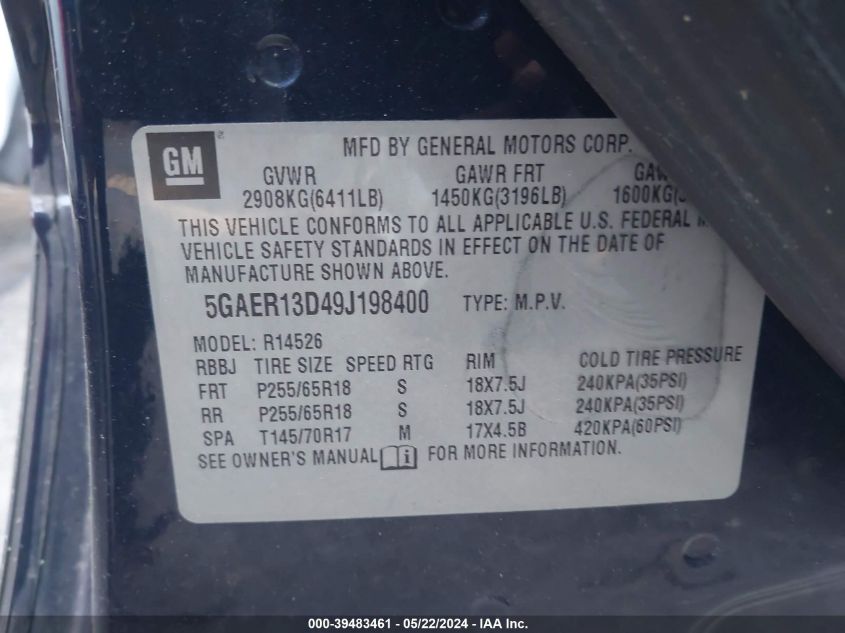 GM
MFD BY GENERAL MOTORS CORP.
GVWR GAWR FRT
2908KG(6411LB) 1450KG(3196LB) 1600KG
THIS VEHICLE CONFORMS TO ALL APPLICABLE U.S. FEDERAL
VEHICLE SAFETY STANDARDS IN EFFECT ON THE DATE OF
MANUFACTURE SHOWN ABOVE.
5GAER13D49J198400 TYPE: M.P.V.
MODEL: R14526
RBBJ TIRE SIZE SPEED RTG RIM COLD TIRE PRESSURE
FRT P255/65R18 S 18X7.5J 240KPA(35PSI)
RR P255/65R18 S 18X7.5J 240KPA(35PSI)
SPA T145/70R17 M 17X4.5B 420KPA(60PSI)
SEE OWNER'S MANUAL i FOR MORE INFORMATION.
000-39483461 - 05/22/2024 - IAA Inc.